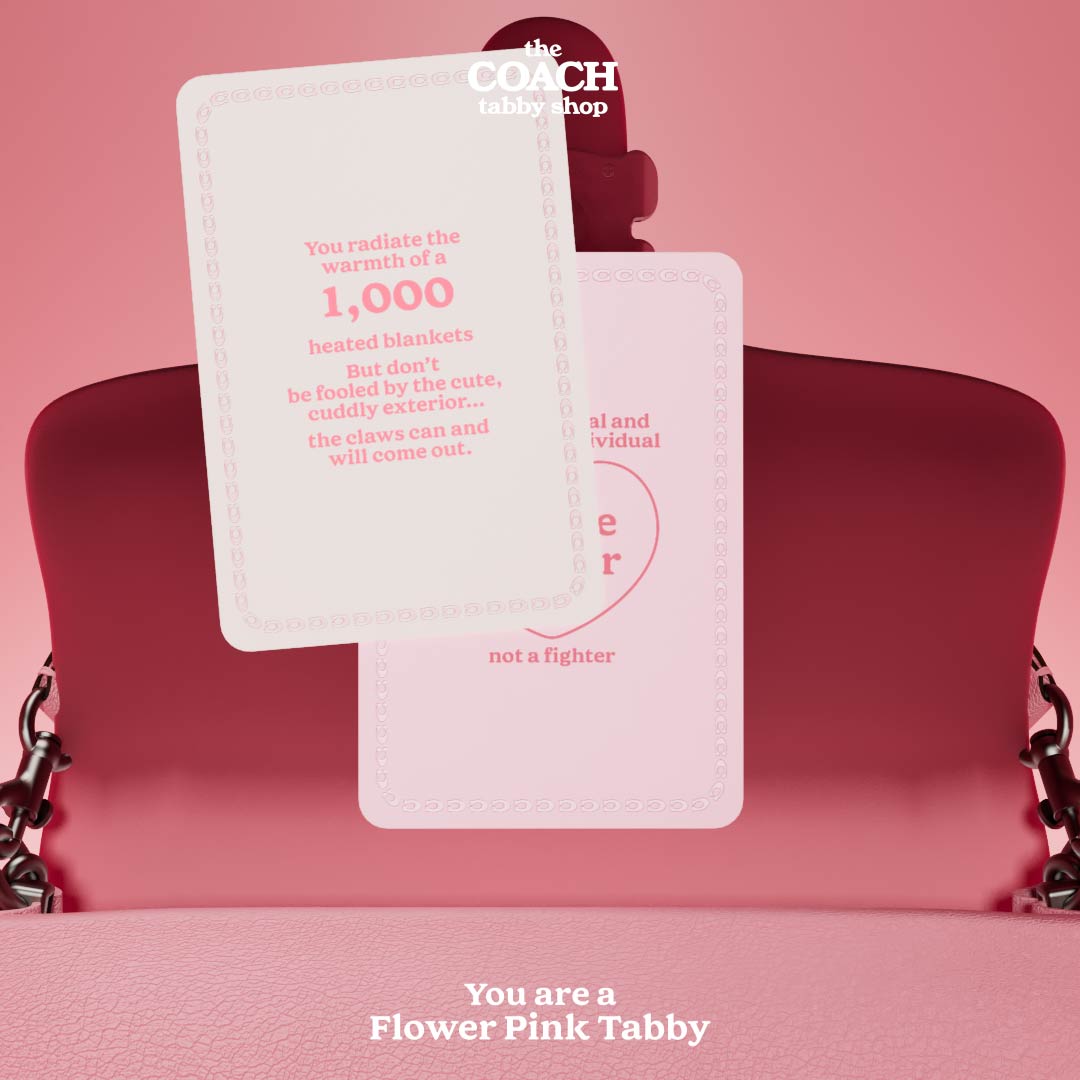 the
COACH
tabby shop
You radiate the
warmth of a
1,000
heated blankets
But don't
be fooled by the cute,
cuddly exterior...
the claws can and
will come out.
and
not a fighter
You are a
Flower Pink Tabby